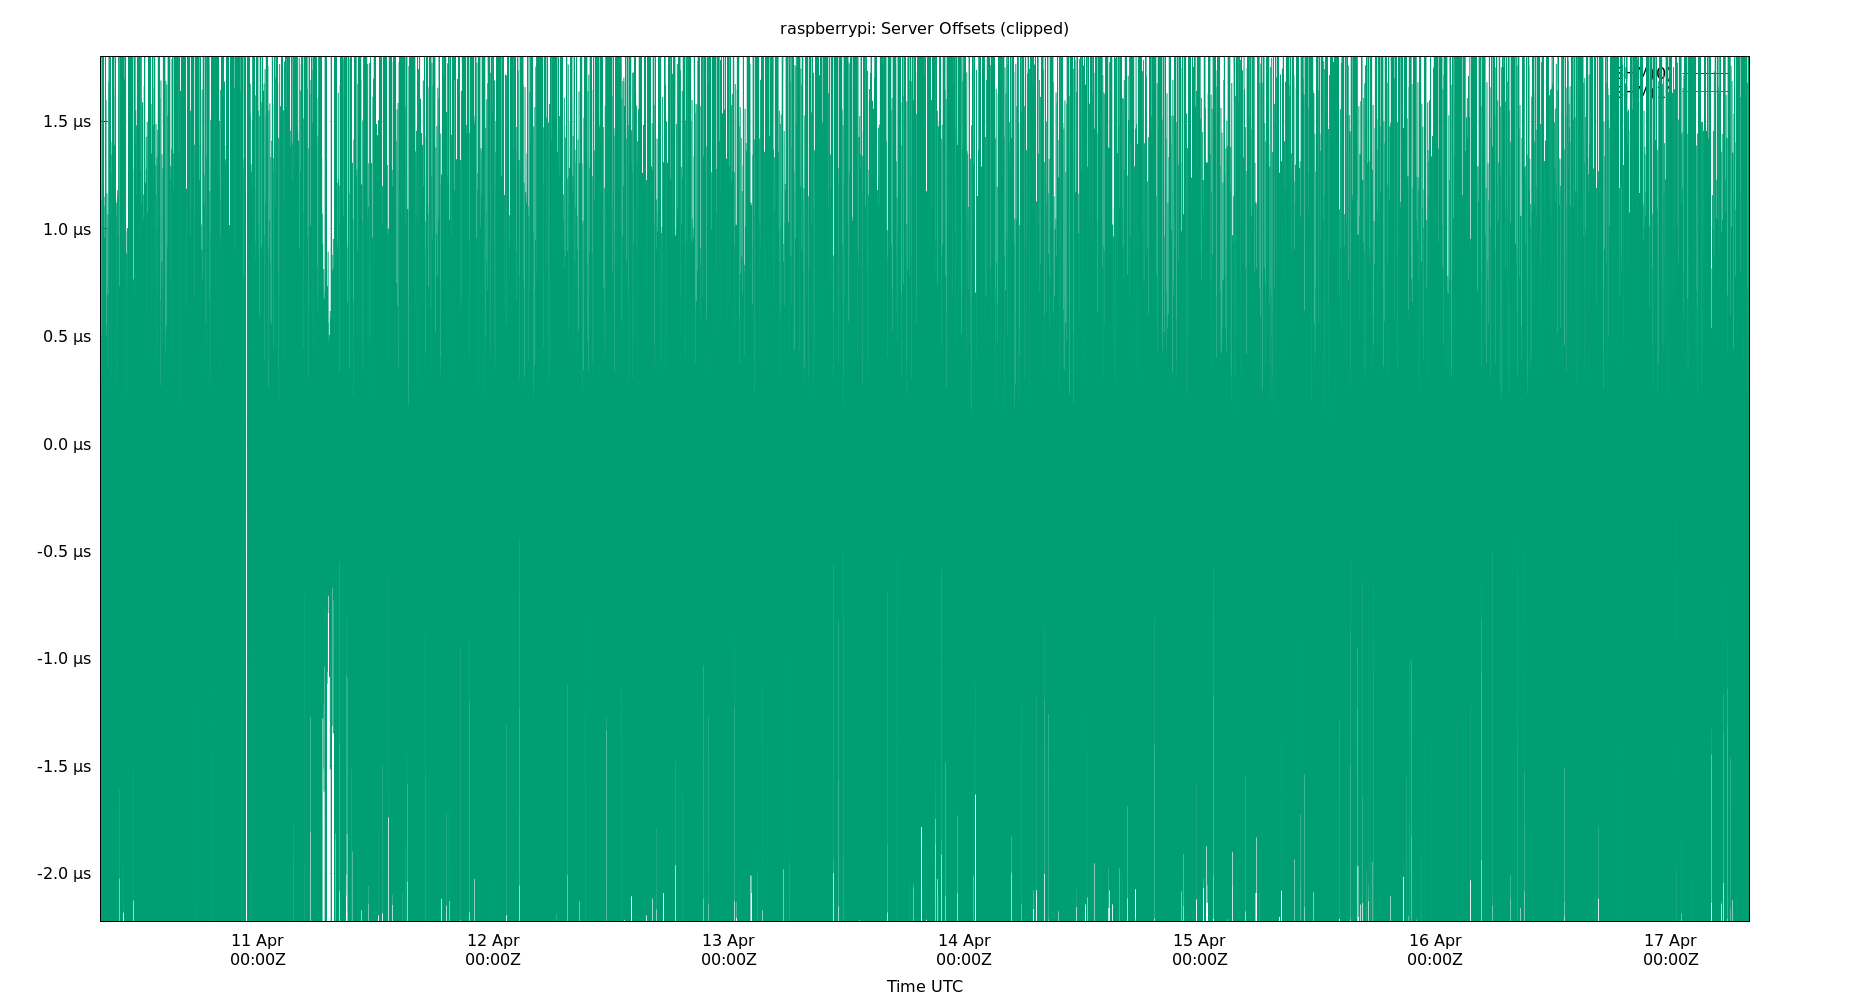 raspberrypi: Server Offsets (clipped)
1.5 µs
1.0 µs
0.5 µs
0.0 µs
-0.5 µs
-1.0 µs
-1.5 µs
-2.0 µs
11 Apr
00:00Z
12 Apr
00:00Z
13 Apr
00:00Z
14 Apr
00:00Z
15 Apr
00:00Z
16 Apr
00:00Z
17 Apr
00:00Z
Time UTC